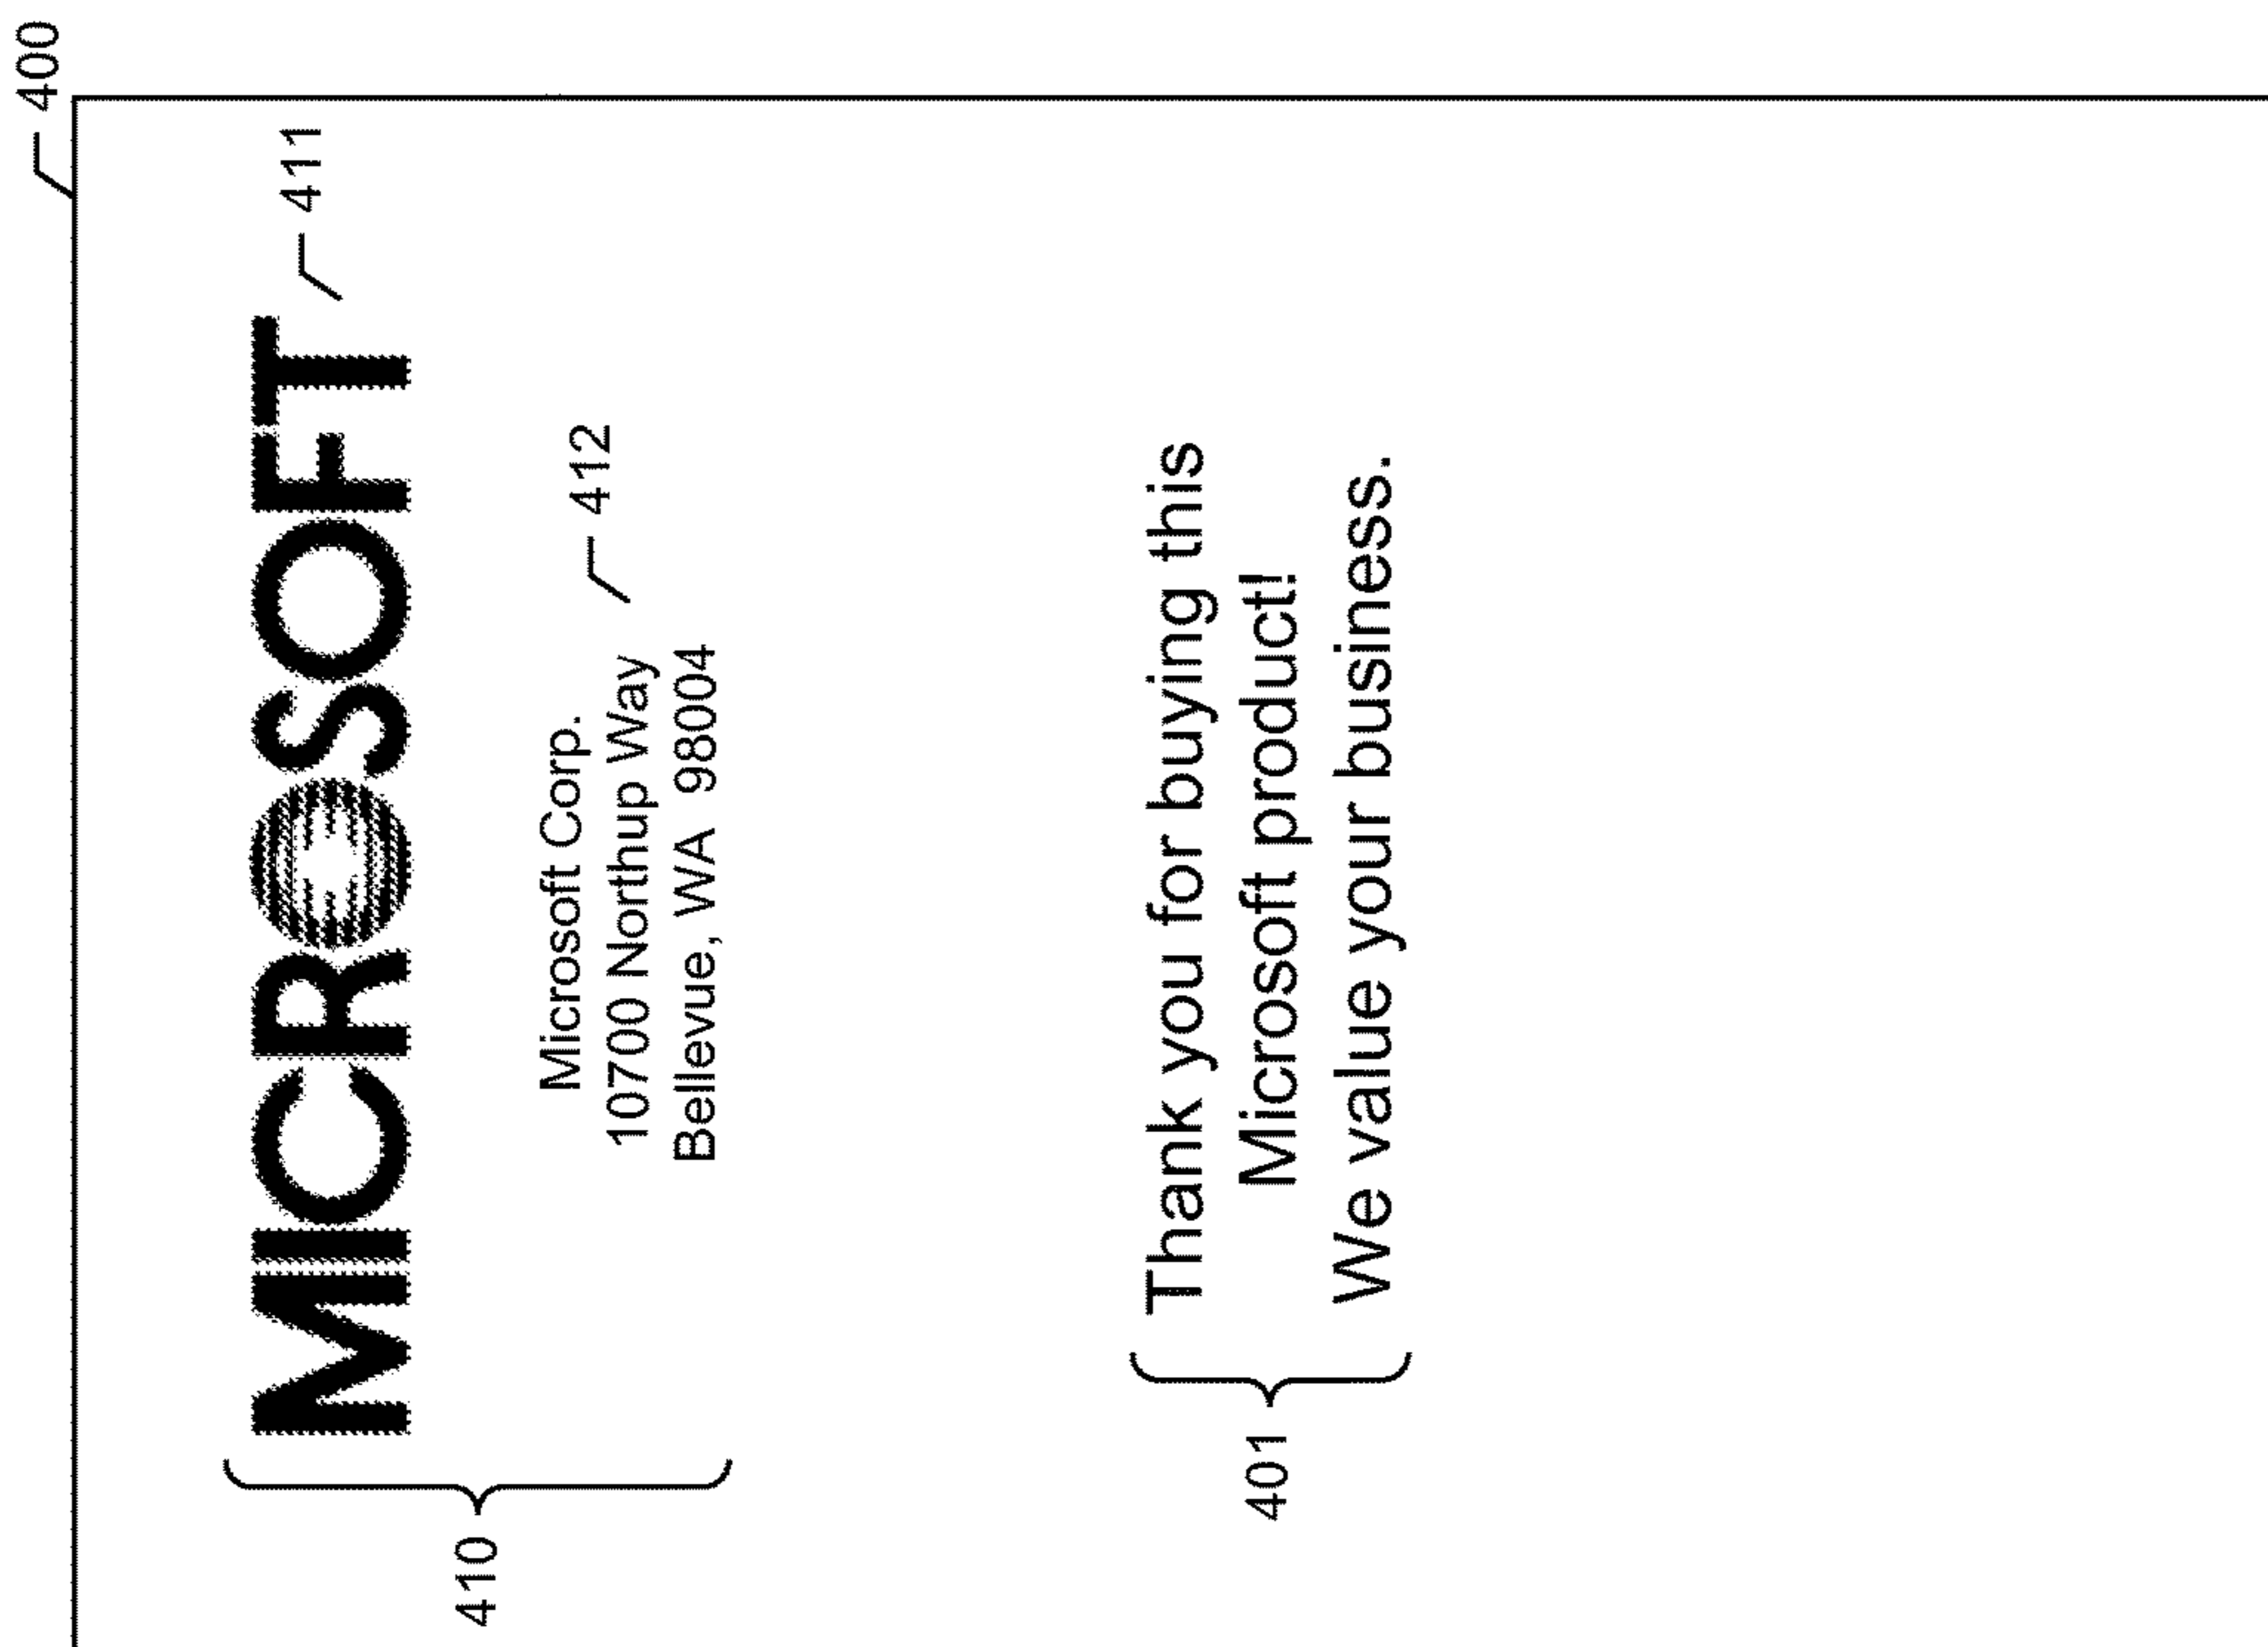 400
MICROSOFT
411
410
Microsoft Corp.
10700 Northup Way
Bellevue, WA 98004
412
401
Thank you for buying this
Microsoft product!
We value your business.